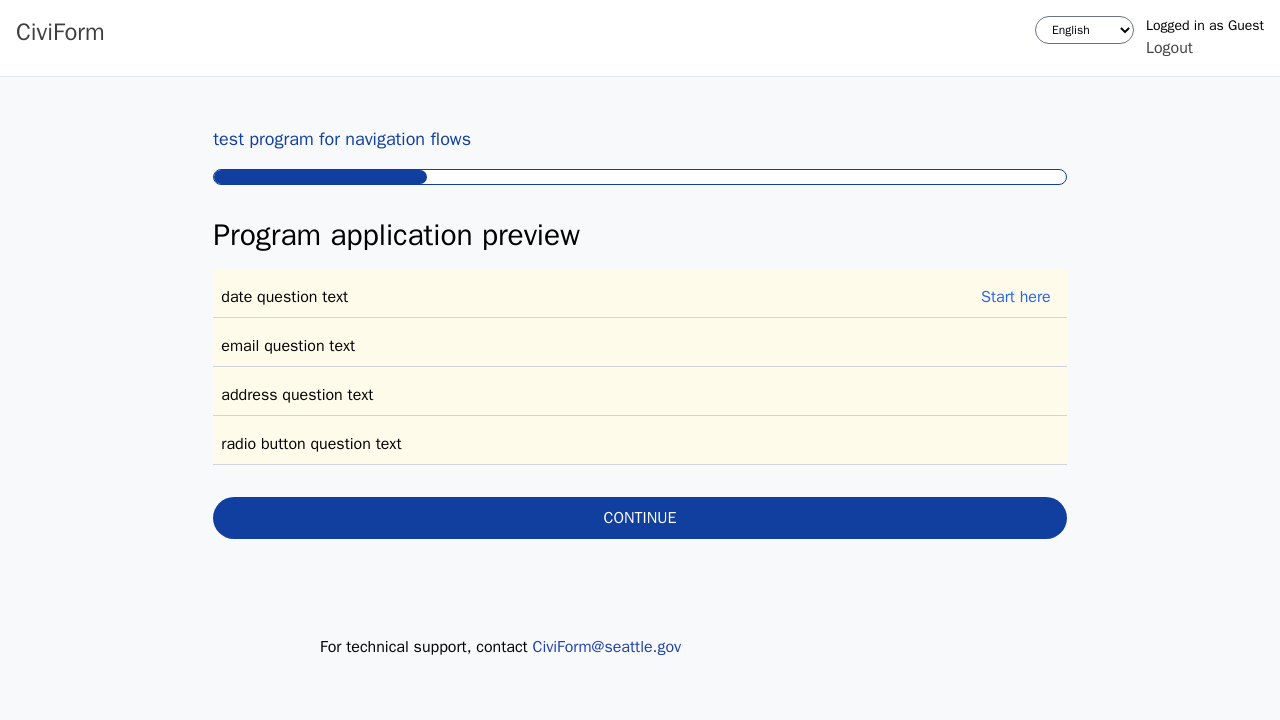 CiviForm
English
Logged in as Guest
Logout
test program for navigation flows
Program application preview
date question text
Start here
email question text
address question text
radio button question text
CONTINUE
For technical support, contact CiviForm@seattle.gov